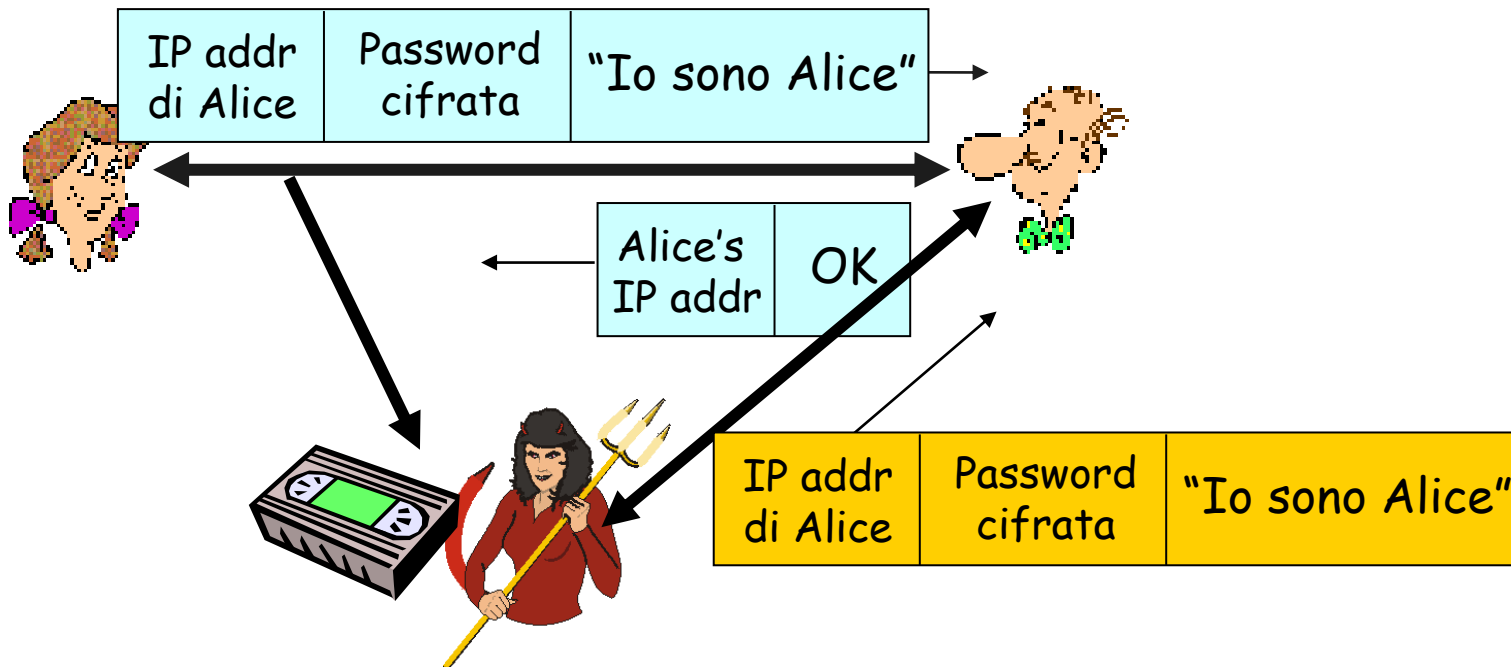 IP addr
di Alice
Password
cifrata
“Io sono Alice”
Alice’s
IP addr
OK
IP addr
di Alice
Password
cifrata
“Io sono Alice”